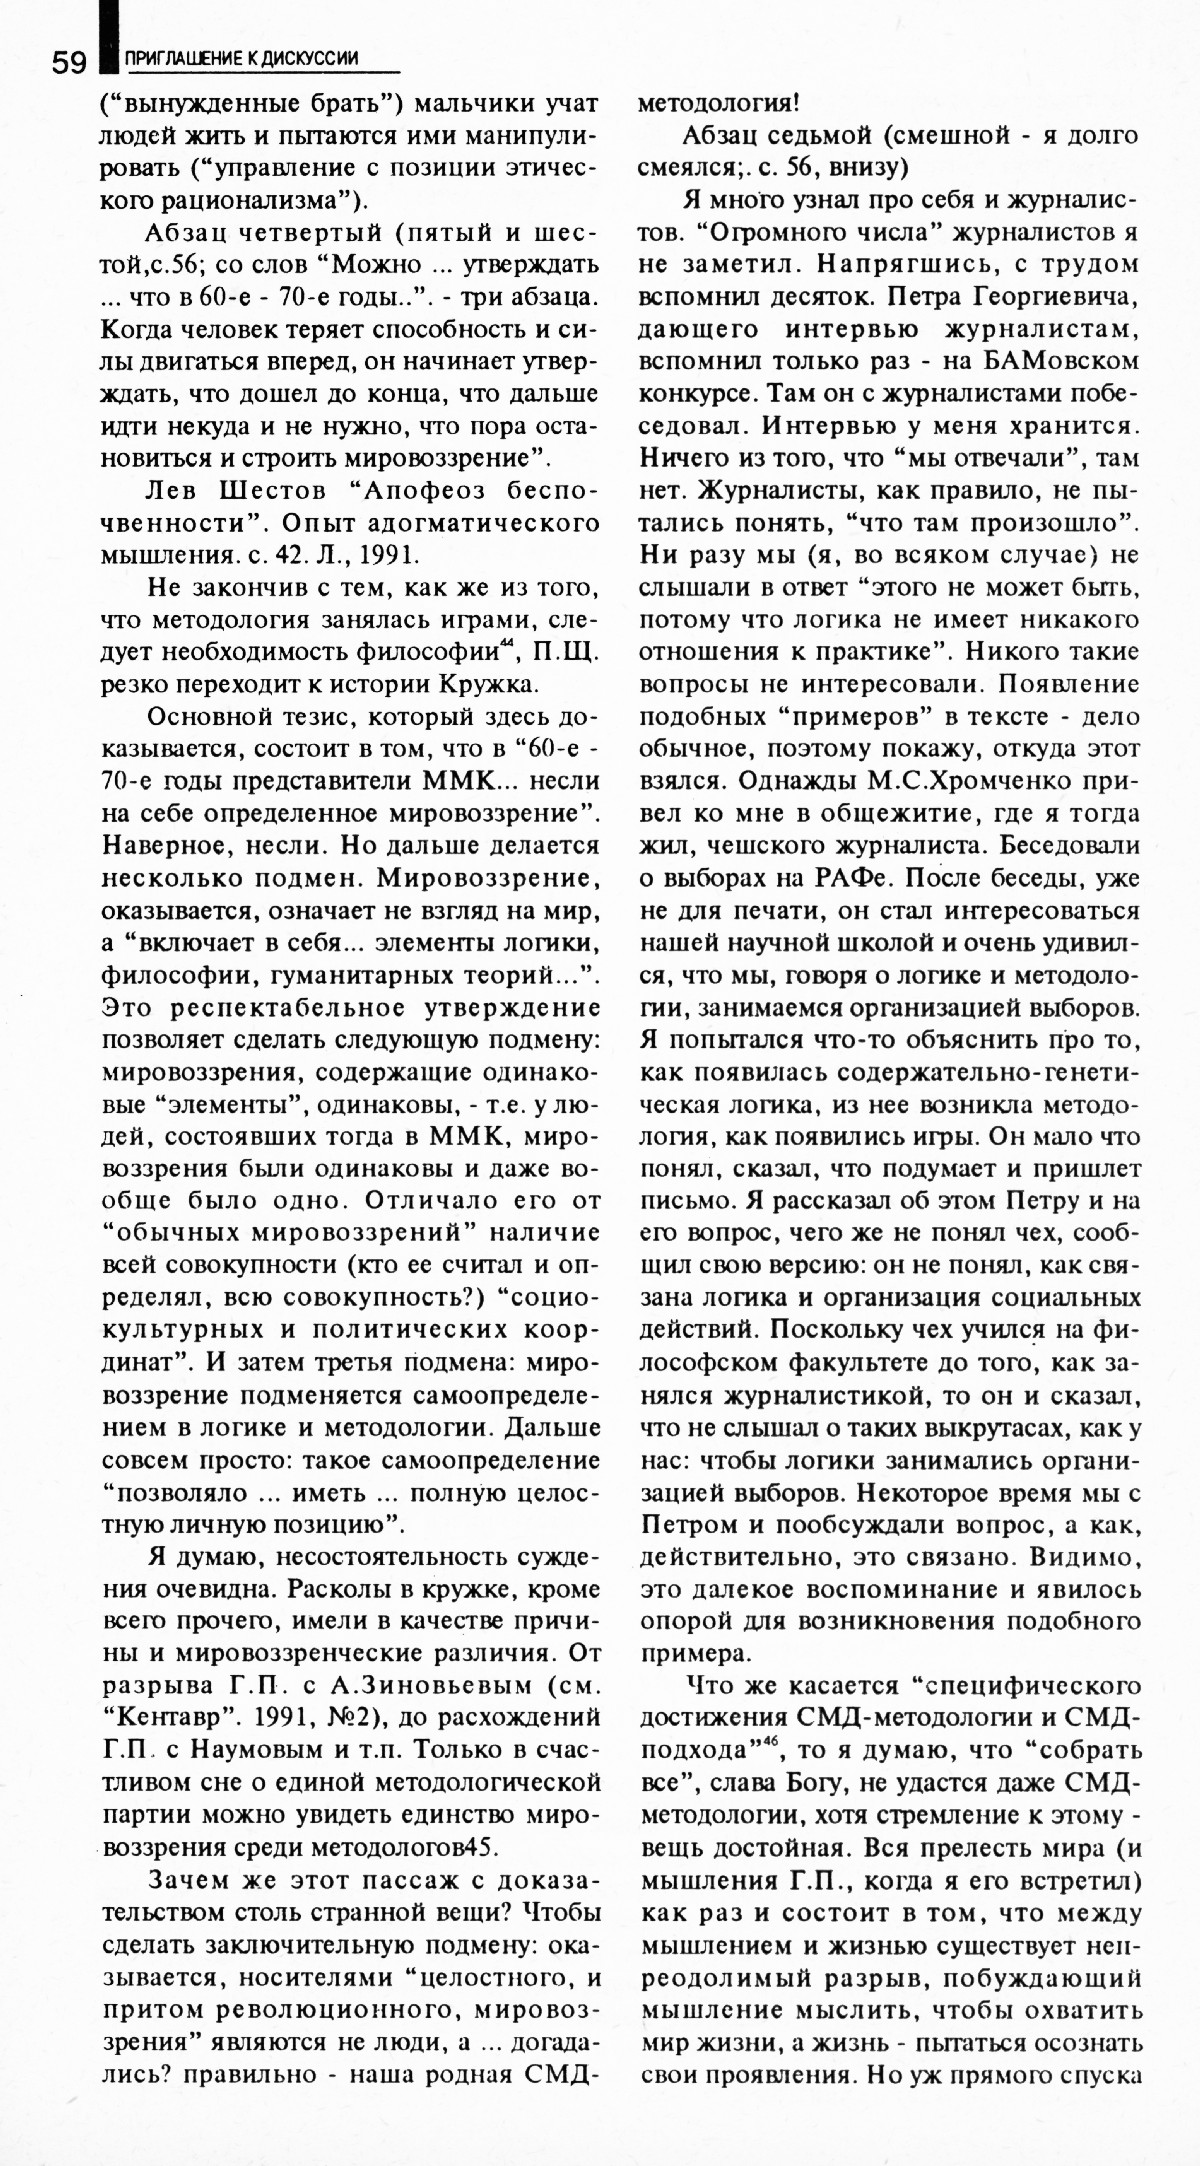 59 ПРИГЛАШЕНИЕ К ДИСКУССИИ
(“вынужденные брать”) мальчики учат
людей жить и пытаются ими манипули-
ровать (“управление с позиции этичес-
кого рационализма”).
Абзац четвертый (пятый и шес-
той,с.56; со слов “Можно ... утверждать
... что в 60-е - 70-е годы..”. - три абзаца.
Когда человек теряет способность и си-
лы двигаться вперед, он начинает утвер-
ждать, что дошел до конца, что дальше
идти некуда и не нужно, что пора оста-
новиться и строить мировоззрение”.
Лев Шестов “Апофеоз беспо-
чвенности”. Опыт адогматического
мышления. с. 42. Л., 1991.
Не закончив с тем, как же из того,
что методология занялась играми, сле-
дует необходимость философии⁴⁴, П.Щ.
резко переходит к истории Кружка.
Основной тезис, который здесь до-
казывается, состоит в том, что в “60-е -
70-е годы представители ММК... несли
на себе определенное мировоззрение”.
Наверное, несли. Но дальше делается
несколько подмен. Мировоззрение,
оказывается, означает не взгляд на мир,
а “включает в себя... элементы логики,
философии, гуманитарных теорий...”.
Это респектабельное утверждение
позволяет сделать следующую подмену:
мировоззрения, содержащие одинако-
вые “элементы”, одинаковы, - т.е. у лю-
дей, состоявших тогда в ММК, миро-
воззрения были одинаковы и даже во-
обще было одно. Отличало его от
“обычных мировоззрений” наличие
всей совокупности (кто ее считал и оп-
ределял, всю совокупность?) “социо-
культурных и политических коор-
динат”. И затем третья подмена: миро-
воззрение подменяется самоопределе-
нием в логике и методологии. Дальше
совсем просто: такое самоопределение
“позволяло ... иметь ... полную целос-
тную личную позицию”.
Я думаю, несостоятельность сужде-
ния очевидна. Расколы в кружке, кроме
всего прочего, имели в качестве причи-
ны и мировоззренческие различия. От
разрыва Г.П. с А.Зиновьевым (см.
“Кентавр”. 1991, №2), до расхождений
Г.П. с Наумовым и т.п. Только в счас-
тливом сне о единой методологической
партии можно увидеть единство миро-
воззрения среди методологов45.
Зачем же этот пассаж с доказа-
тельством столь странной вещи? Чтобы
сделать заключительную подмену: ока-
зывается, носителями “целостного, и
притом революционного, мировоз-
зрения” являются не люди, а ... догада-
лись? правильно - наша родная СМД-
методология!
Абзац седьмой (смешной - я долго
смеялся;. с. 56, внизу)
Я много узнал про себя и журналис-
тов. “Огромного числа” журналистов я
не заметил. Напрягшись, с трудом
вспомнил десяток. Петра Георгиевича,
дающего интервью журналистам,
вспомнил только раз - на БАМовском
конкурсе. Там он с журналистами побе-
седовал. Интервью у меня хранится.
Ничего из того, что “мы отвечали”, там
нет. Журналисты, как правило, не пы-
тались понять, “что там произошло”.
Ни разу мы (я, во всяком случае) не
слышали в ответ “этого не может быть,
потому что логика не имеет никакого
отношения к практике”. Никого такие
вопросы не интересовали. Появление
подобных “примеров” в тексте - дело
обычное, поэтому покажу, откуда этот
взялся. Однажды М.С.Хромченко при-
вел ко мне в общежитие, где я тогда
жил, чешского журналиста. Беседовали
о выборах на РАФе. После беседы, уже
не для печати, он стал интересоваться
нашей научной школой и очень удивил-
ся, что мы, говоря о логике и методоло-
гии, занимаемся организацией выборов.
Я попытался что-то объяснить про то,
как появилась содержательно-генети-
ческая логика, из нее возникла методо-
логия, как появились игры. Он мало что
понял, сказал, что подумает и пришлет
письмо. Я рассказал об этом Петру и на
его вопрос, чего же не понял чех, сооб-
щил свою версию: он не понял, как свя-
зана логика и организация социальных
действий. Поскольку чех учился на фи-
лософском факультете до того, как за-
нялся журналистикой, то он и сказал,
что не слышал о таких выкрутасах, как у
нас: чтобы логики занимались органи-
зацией выборов. Некоторое время мы с
Петром и пообсуждали вопрос, а как,
действительно, это связано. Видимо,
это далекое воспоминание и явилось
опорой для возникновения подобного
примера.
Что же касается “специфического
достижения СМД-методологии и СМД-
подхода”⁴⁶, то я думаю, что “собрать
все”, слава Богу, не удастся даже СМД-
методологии, хотя стремление к этому -
вещь достойная. Вся прелесть мира (и
мышления Г.П., когда я его встретил)
как раз и состоит в том, что между
мышлением и жизнью существует неп-
реодолимый разрыв, побуждающий
мышление мыслить, чтобы охватить
мир жизни, а жизнь - пытаться осознать
свои проявления. Но уж прямого спуска